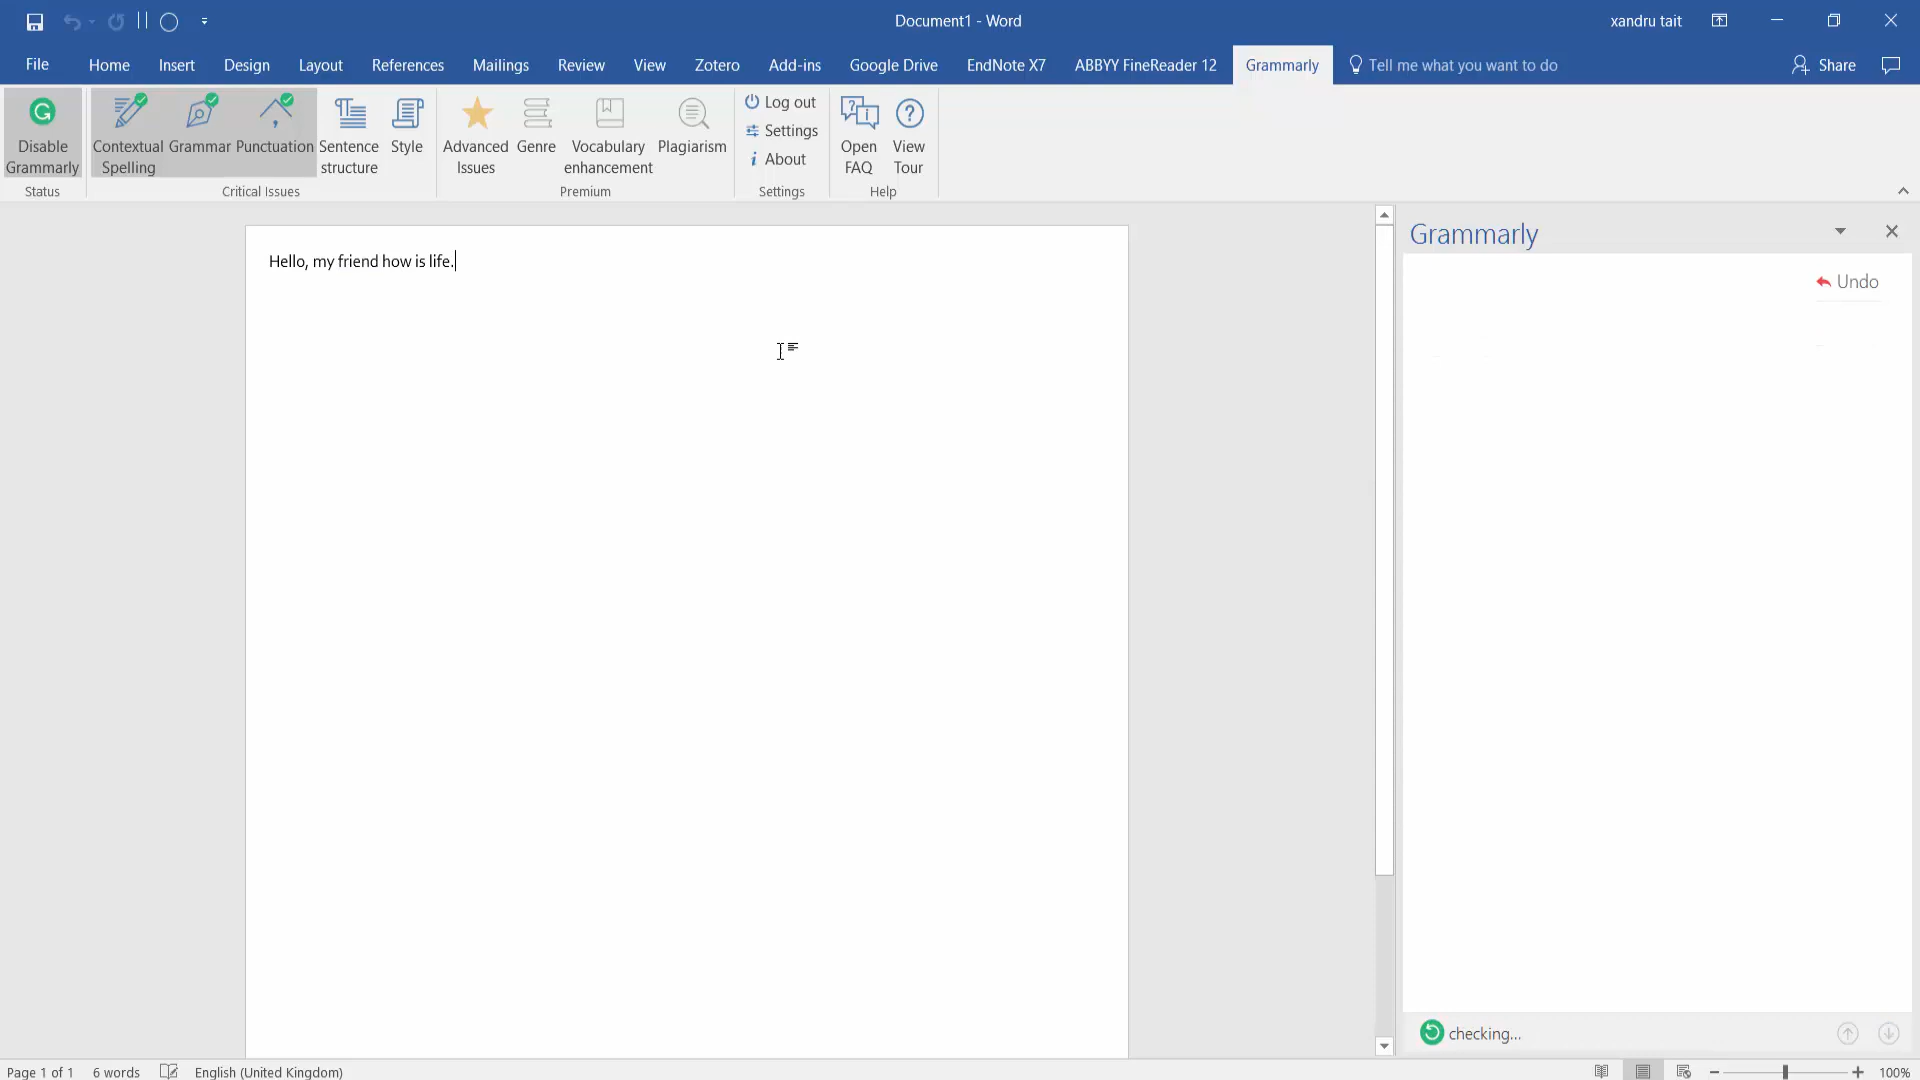 Document1 - Word
xandru tait
File Home Insert Design Layout References Mailings Review View Zotero Add-ins Google Drive EndNote X7 ABBYY FineReader 12 Grammarly Tell me what you want to do Share
Disable Grammarly
Contextual Spelling
Grammar
Punctuation
Sentence structure
Style
Advanced Issues
Genre
Vocabulary enhancement
Plagiarism
Log out
Settings
About
Open FAQ
View Tour
Status
Critical Issues
Premium
Settings
Help
Grammarly
Undo
Hello, my friend how is life.
checking...
Page 1 of 1 6 words English (United Kingdom) 100%